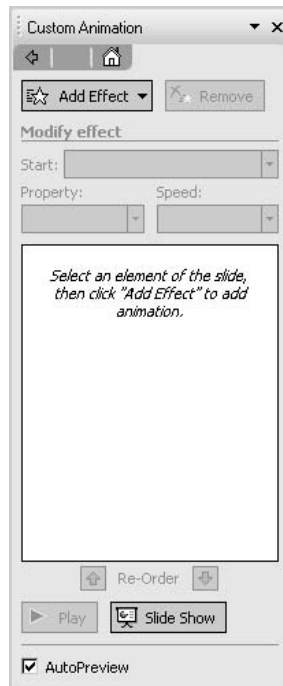 Custom Animation
Add Effect
Remove
Modify effect
Start:
Property: Speed:
Select an element of the slide,
then click "Add Effect" to add
animation.
Re-Order
Play
Slide Show
AutoPreview